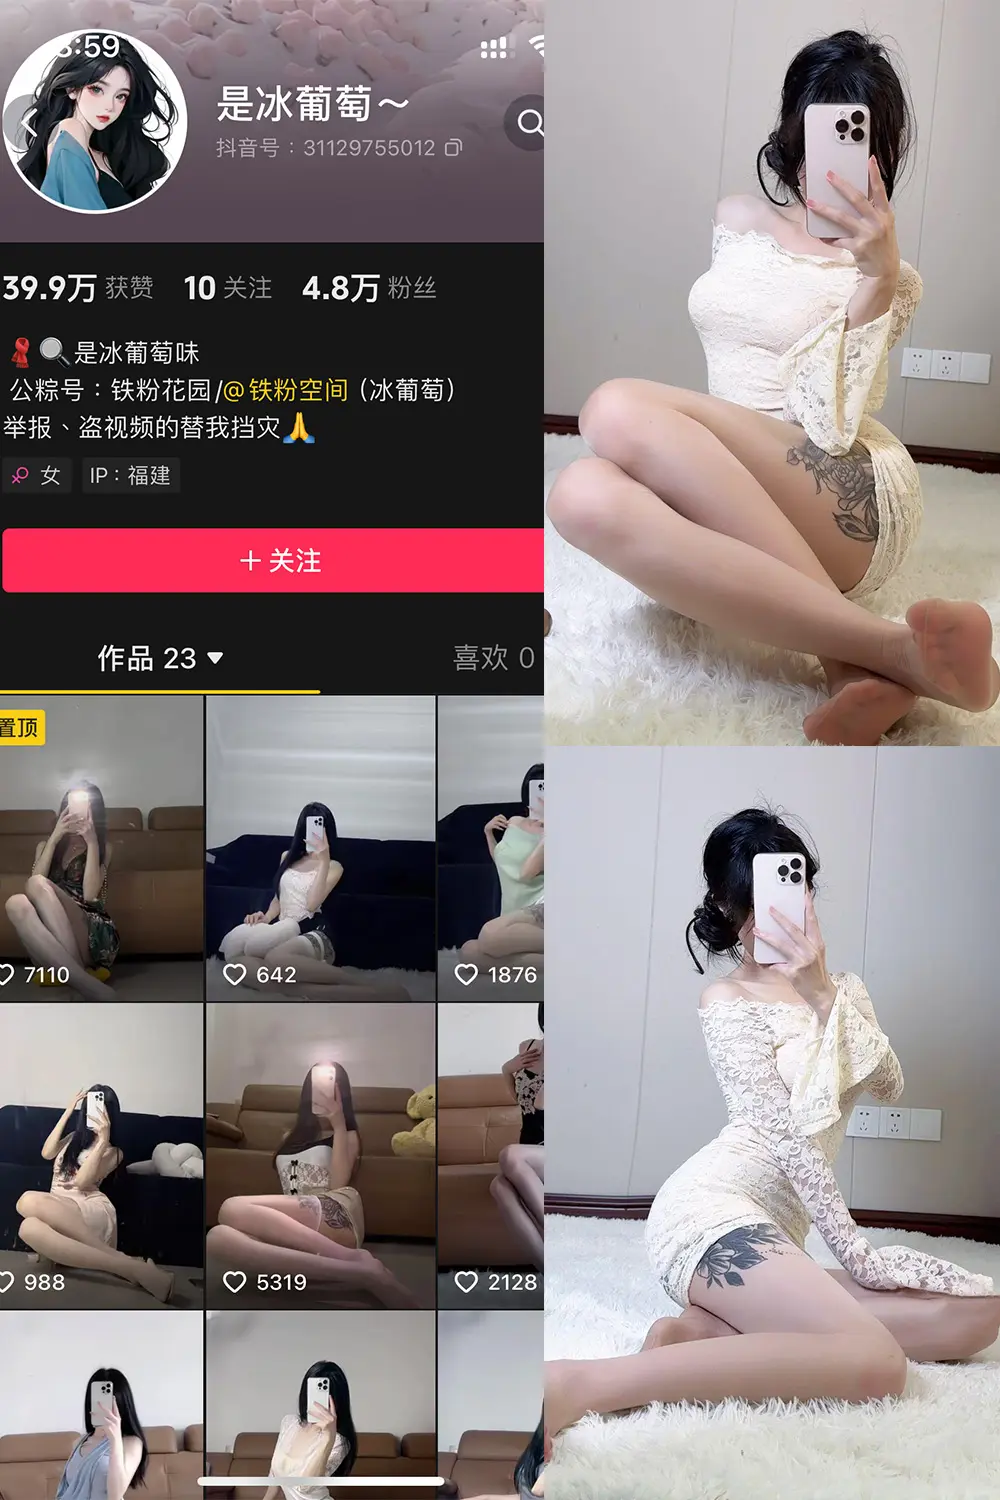 8:59
是冰葡萄～
抖音号：31129755012
39.9万 获赞 10 关注 4.8万 粉丝
是冰葡萄味
公粽号：铁粉花园/@铁粉空间（冰葡萄）
举报、盗视频的替我挡灾🙏
女 IP：福建
＋关注
作品 23 喜欢 0
置顶
7110 642 1876
988 5319 2128